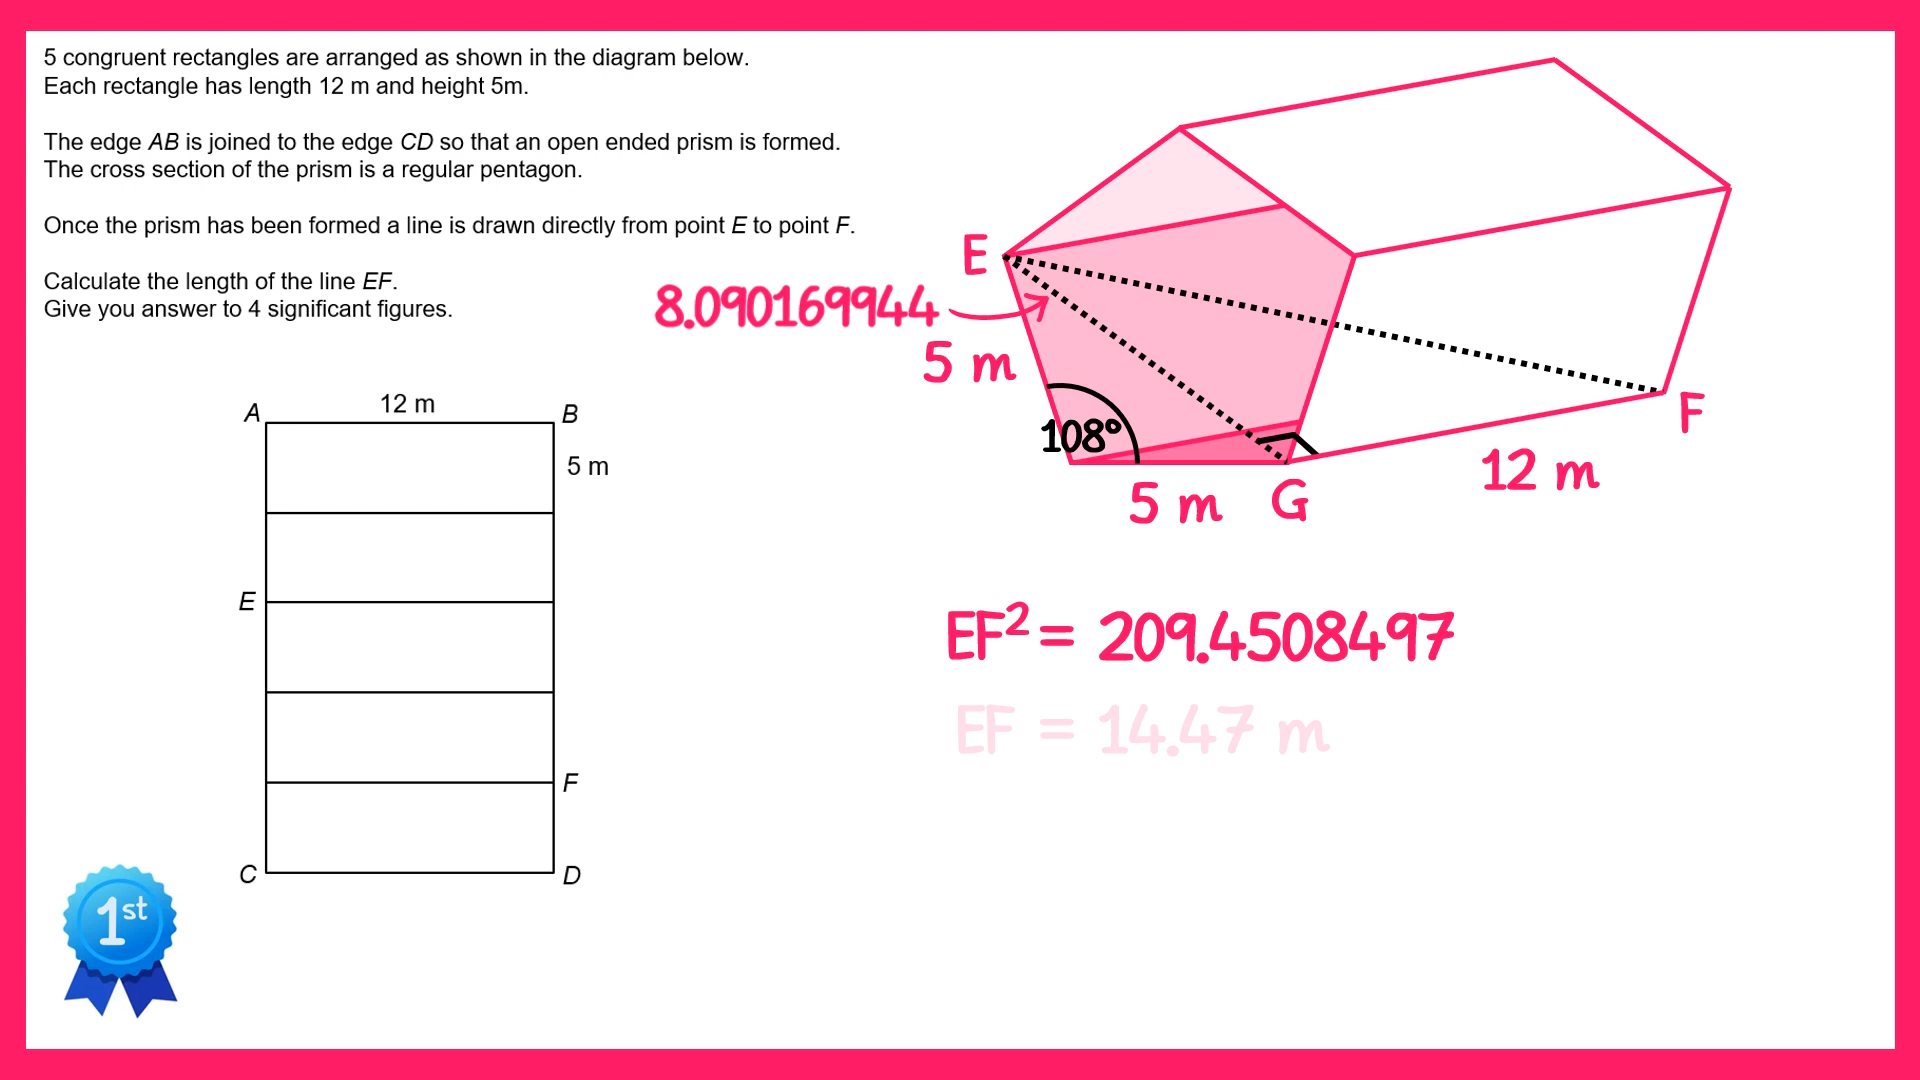 5 congruent rectangles are arranged as shown in the diagram below.
Each rectangle has length 12 m and height 5m.
The edge AB is joined to the edge CD so that an open ended prism is formed.
The cross section of the prism is a regular pentagon.
Once the prism has been formed a line is drawn directly from point E to point F.
Calculate the length of the line EF.
Give you answer to 4 significant figures.
A
12 m
B
5 m
E
F
C
D
1st
E
8.090169944
5 m
108°
5 m
G
12 m
F
EF² = 209.4508497
EF = 14.47 m